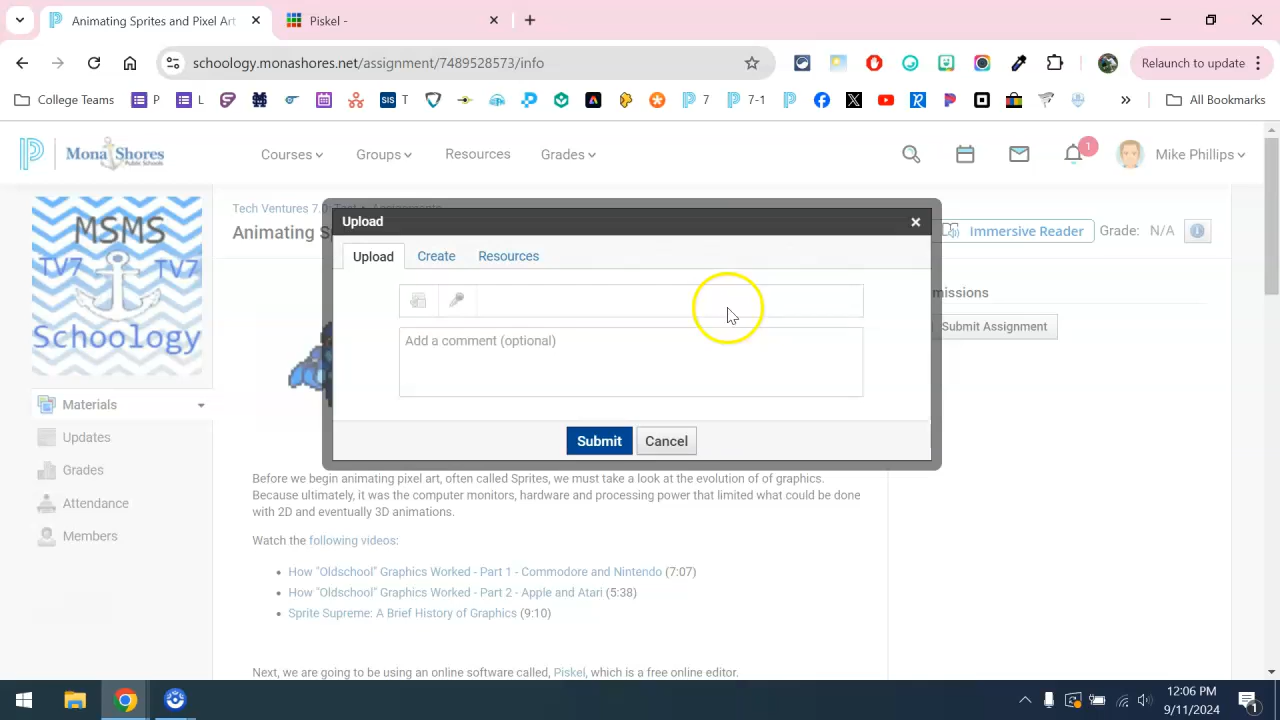 Animating Sprites and Pixel Art
Piskel -
schoology.monashores.net/assignment/7489528573/info
Relaunch to update
College Teams
P
L
SIS T
7
7-1
All Bookmarks
Mona Shores
Public Schools
Courses
Groups
Resources
Grades
1
Mike Phillips
MSMS
TV7 TV7
Schoology
Materials
Updates
Grades
Attendance
Members
Tech Ventures 7.0
Animating S
Immersive Reader
Grade: N/A
missions
Submit Assignment
Upload
Upload Create Resources
Add a comment (optional)
Submit Cancel
Before we begin animating pixel art, often called Sprites, we must take a look at the evolution of of graphics.
Because ultimately, it was the computer monitors, hardware and processing power that limited what could be done
with 2D and eventually 3D animations.
Watch the following videos:
How "Oldschool" Graphics Worked - Part 1 - Commodore and Nintendo (7:07)
How "Oldschool" Graphics Worked - Part 2 - Apple and Atari (5:38)
Sprite Supreme: A Brief History of Graphics (9:10)
Next, we are going to be using an online software called, Piskel, which is a free online editor.
12:06 PM
9/11/2024
1